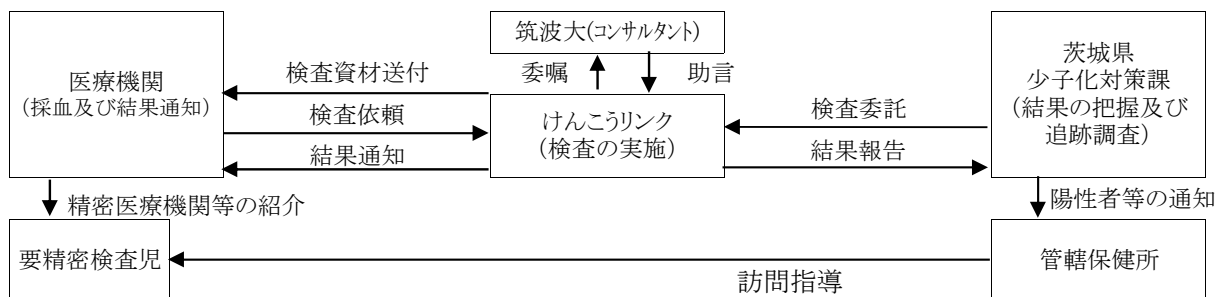 筑波大(コンサルタント)
委嘱
助言
医療機関
(採血及び結果通知)
検査資材送付
検査依頼
結果通知
けんこうリンク
(検査の実施)
検査委託
結果報告
茨城県
少子化対策課
(結果の把握及び
追跡調査)
精密医療機関等の紹介
陽性者等の通知
要精密検査児
訪問指導
管轄保健所